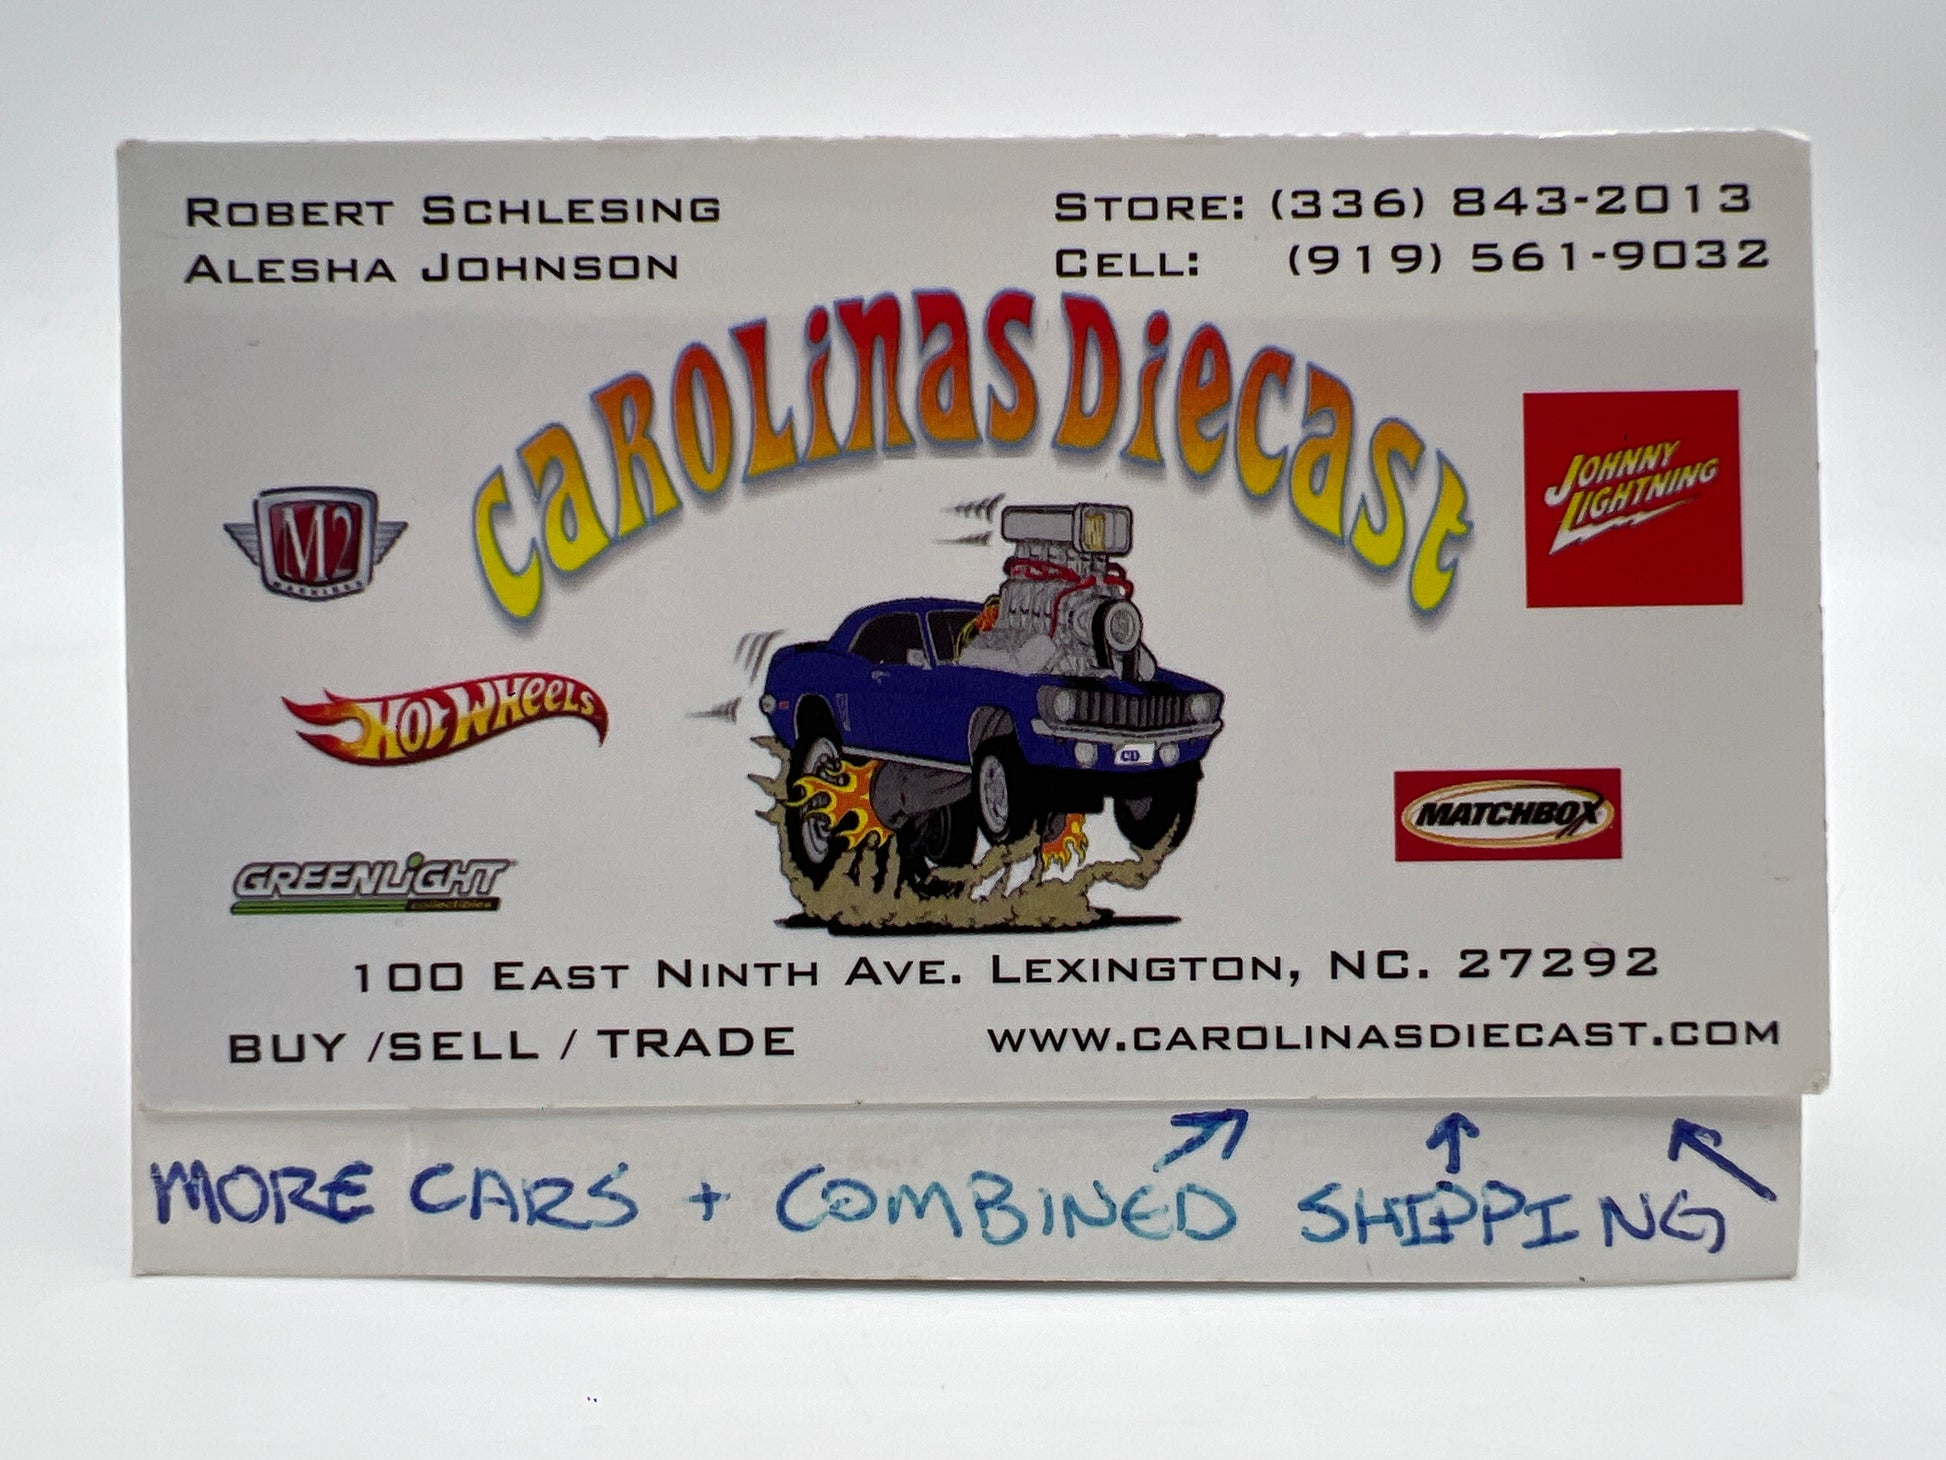 ROBERT SCHLESING
ALESHA JOHNSON
STORE: (336) 843-2013
CELL: (919) 561-9032
CAROLINAS DIECAST
M2
MACHINES
JOHNNY
LIGHTNING
HOT WHEELS
CD
MATCHBOX
GREENLIGHT
collectibles
100 EAST NINTH AVE. LEXINGTON, NC. 27292
BUY /SELL / TRADE
WWW.CAROLINASDIECAST.COM
MORE CARS + COMBINED SHIPPING